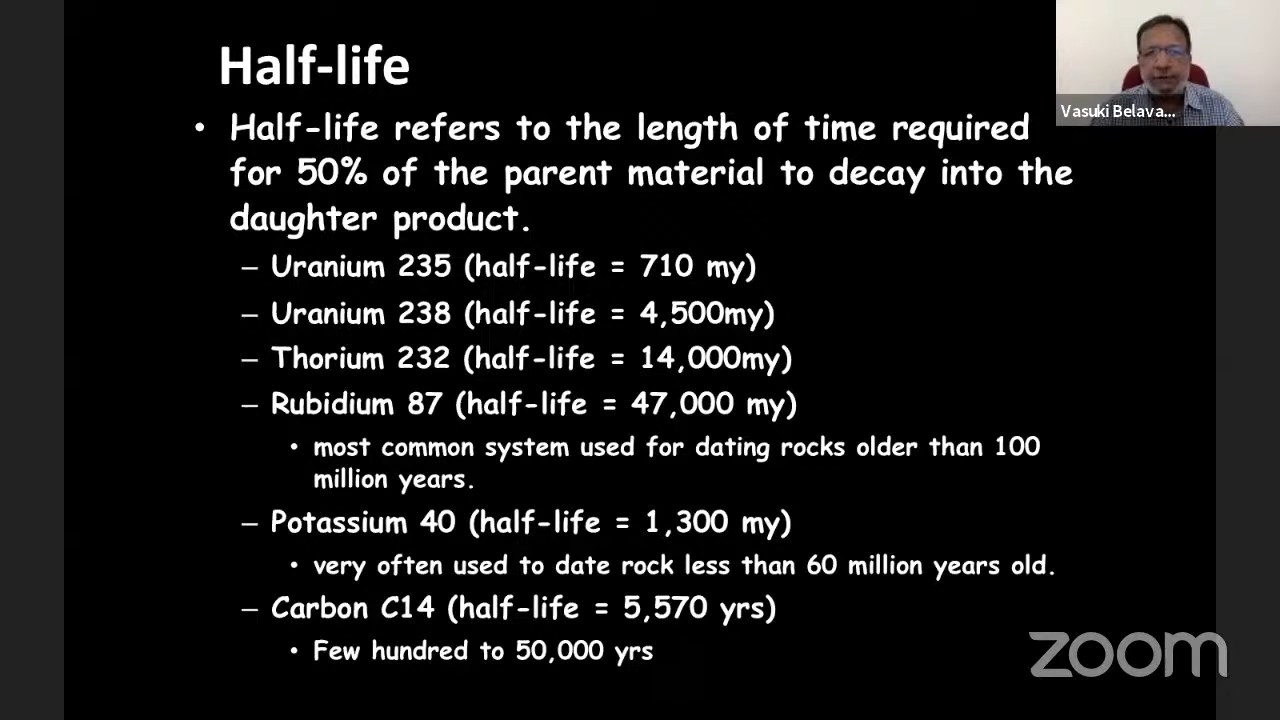 Half-life
• Half-life refers to the length of time required
for 50% of the parent material to decay into the
daughter product.
– Uranium 235 (half-life = 710 my)
– Uranium 238 (half-life = 4,500my)
– Thorium 232 (half-life = 14,000my)
– Rubidium 87 (half-life = 47,000 my)
• most common system used for dating rocks older than 100
million years.
– Potassium 40 (half-life = 1,300 my)
• very often used to date rock less than 60 million years old.
– Carbon C14 (half-life = 5,570 yrs)
• Few hundred to 50,000 yrs
Vasuki Belava...
zoom